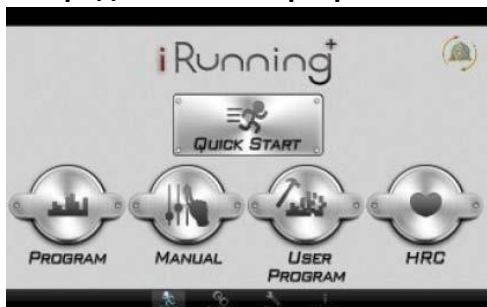 iRunning+
QUICK START
PROGRAM
MANUAL
USER
PROGRAM
HRC